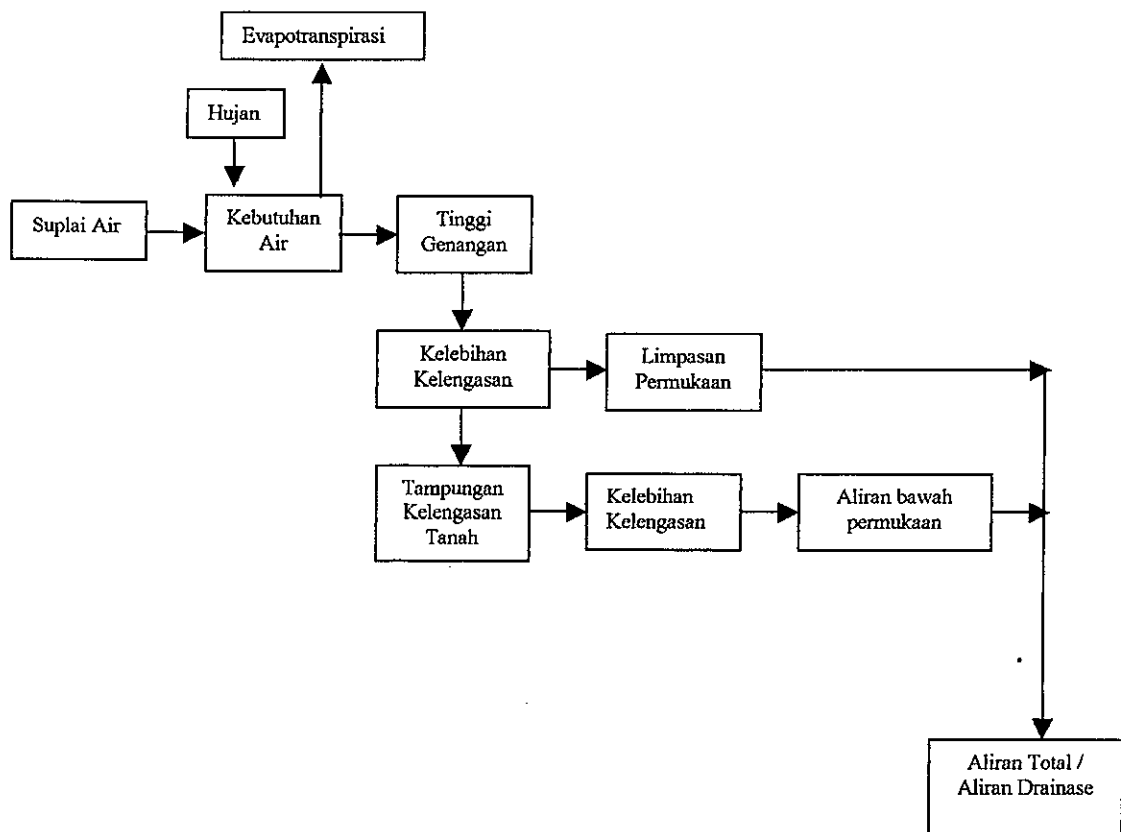 Evapotranspirasi
Hujan
Suplai Air
Kebutuhan
Air
Tinggi
Genangan
Kelebihan
Kelengasan
Limpasan
Permukaan
Tampungan
Kelengasan
Tanah
Kelebihan
Kelengasan
Aliran bawah
permukaan
Aliran Total /
Aliran Drainase